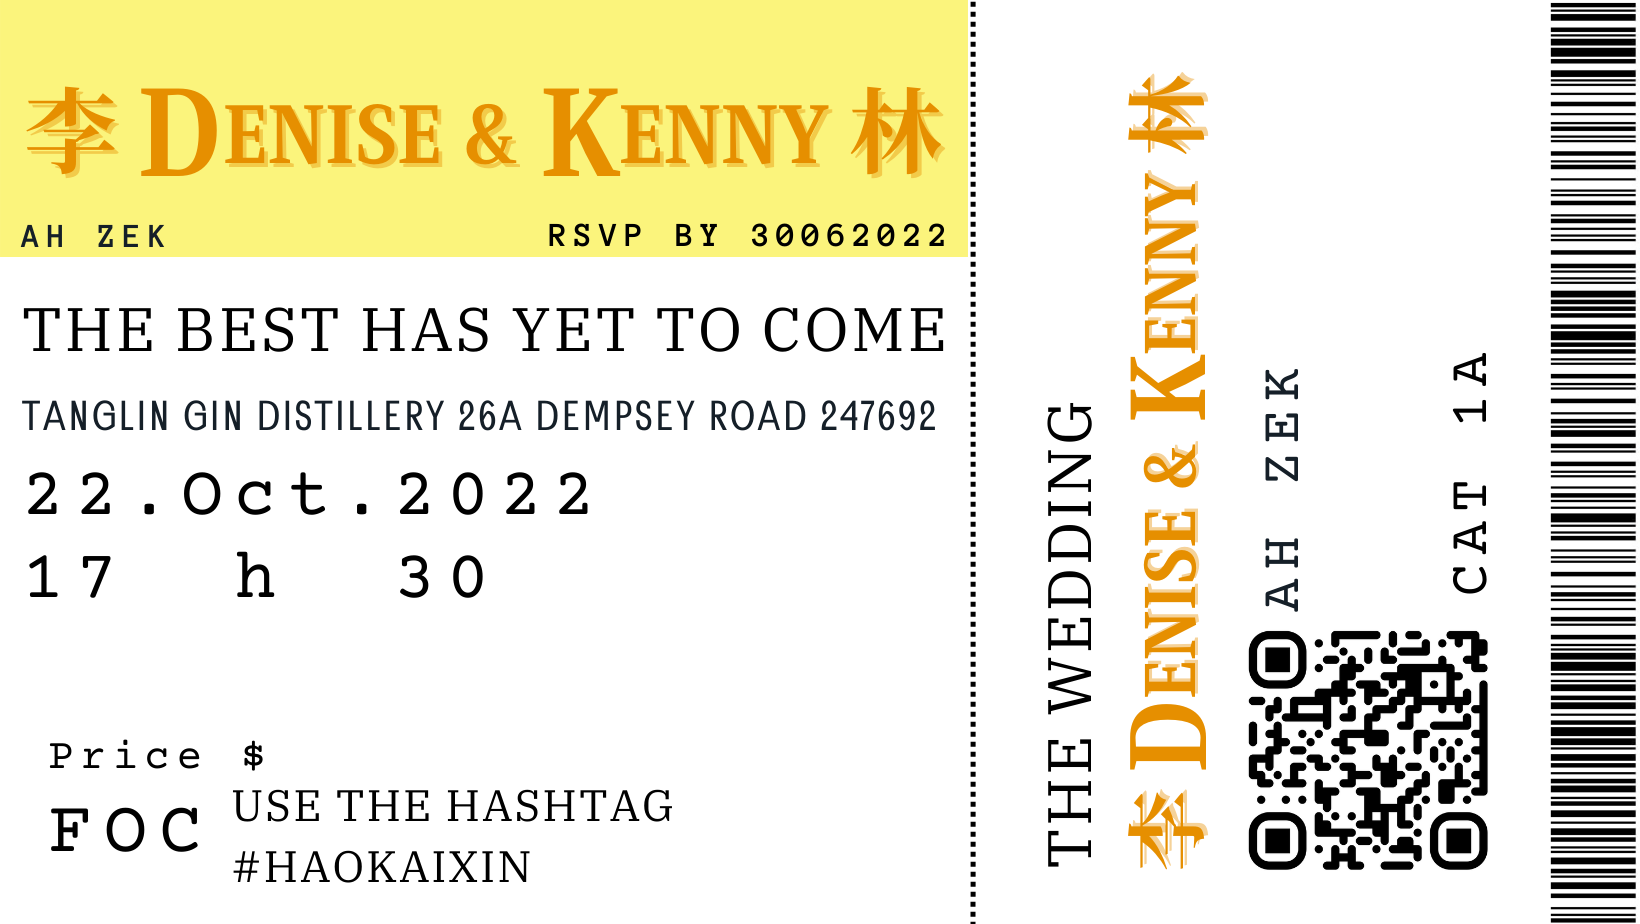 李 DENISE & KENNY 林
AH ZEK
RSVP BY 30062022
THE BEST HAS YET TO COME
TANGLIN GIN DISTILLERY 26A DEMPSEY ROAD 247692
22.Oct.2022
17 h 30
Price $
FOC
USE THE HASHTAG
#HAOKAIXIN
THE WEDDING
李 DENISE & KENNY 林
AH ZEK
CAT 1A